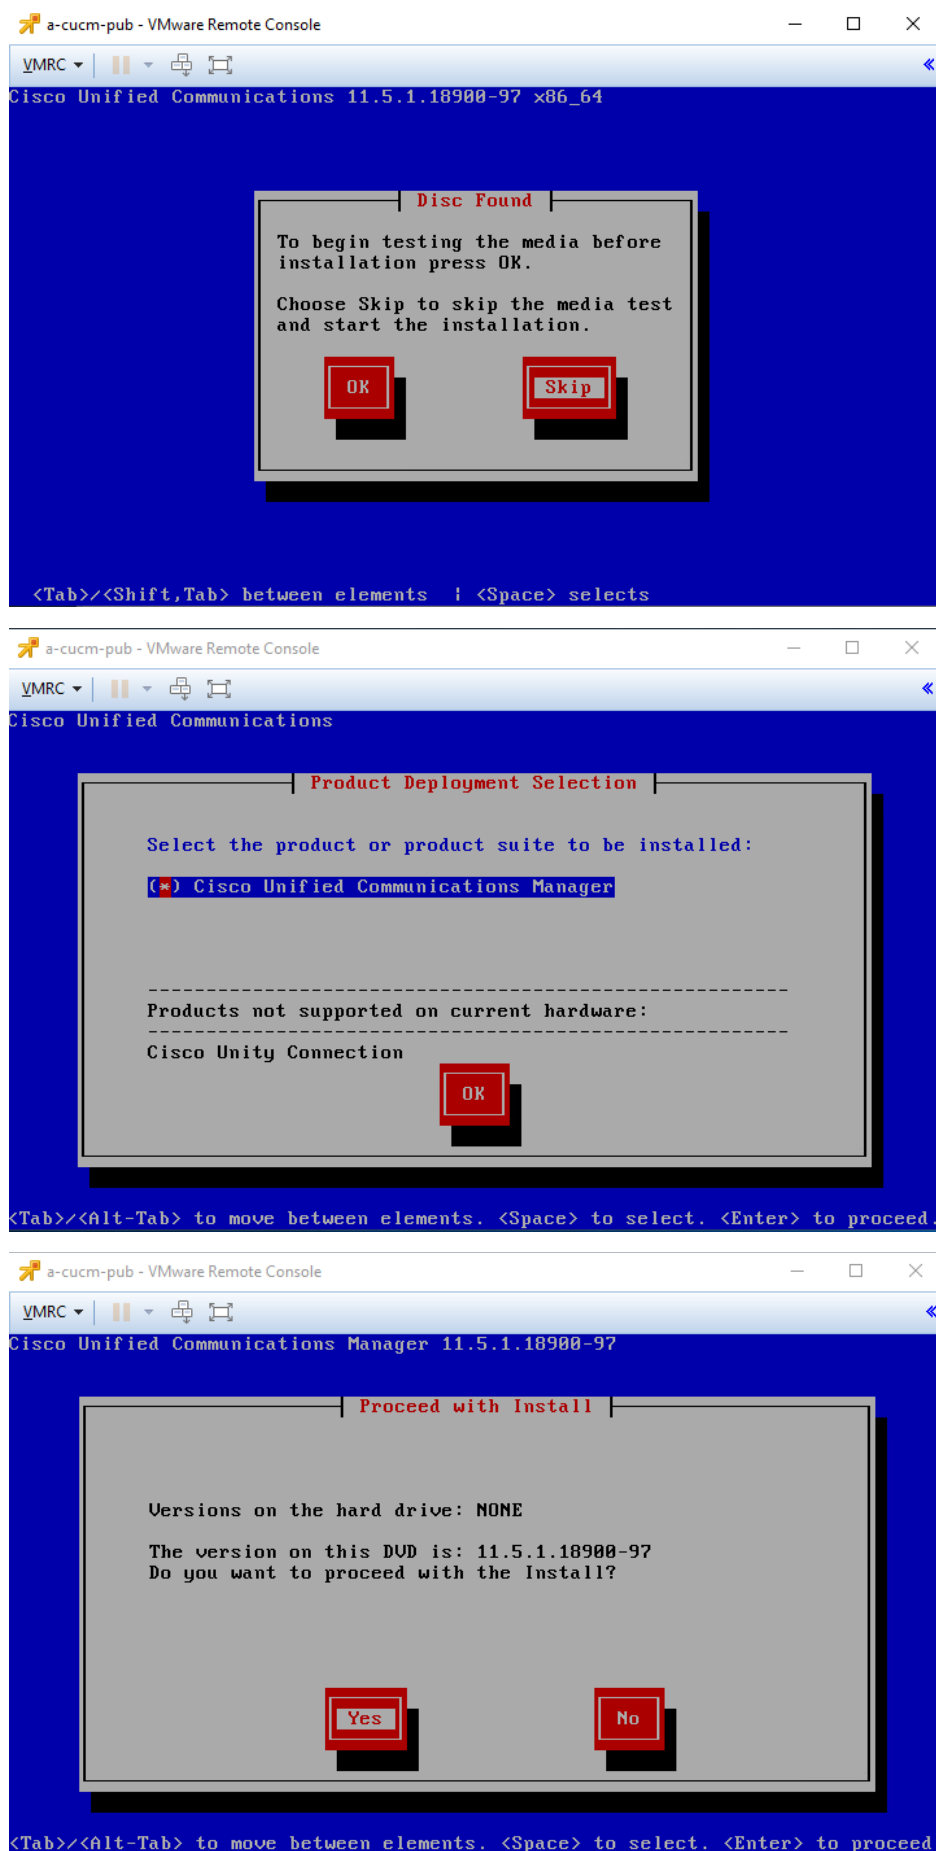 a-cucm-pub - VMware Remote Console
VMRC
Cisco Unified Communications 11.5.1.18900-97 x86_64
Disc Found
To begin testing the media before
installation press OK.
Choose Skip to skip the media test
and start the installation.
OK Skip
<Tab>/<Shift,Tab> between elements | <Space> selects
a-cucm-pub - VMware Remote Console
VMRC
Cisco Unified Communications
Product Deployment Selection
Select the product or product suite to be installed:
(*) Cisco Unified Communications Manager
-------------------------------------------------------
Products not supported on current hardware:
-------------------------------------------------------
Cisco Unity Connection
OK
<Tab>/<Alt-Tab> to move between elements. <Space> to select. <Enter> to proceed.
a-cucm-pub - VMware Remote Console
VMRC
Cisco Unified Communications Manager 11.5.1.18900-97
Proceed with Install
Versions on the hard drive: NONE
The version on this DVD is: 11.5.1.18900-97
Do you want to proceed with the Install?
Yes No
<Tab>/<Alt-Tab> to move between elements. <Space> to select. <Enter> to proceed